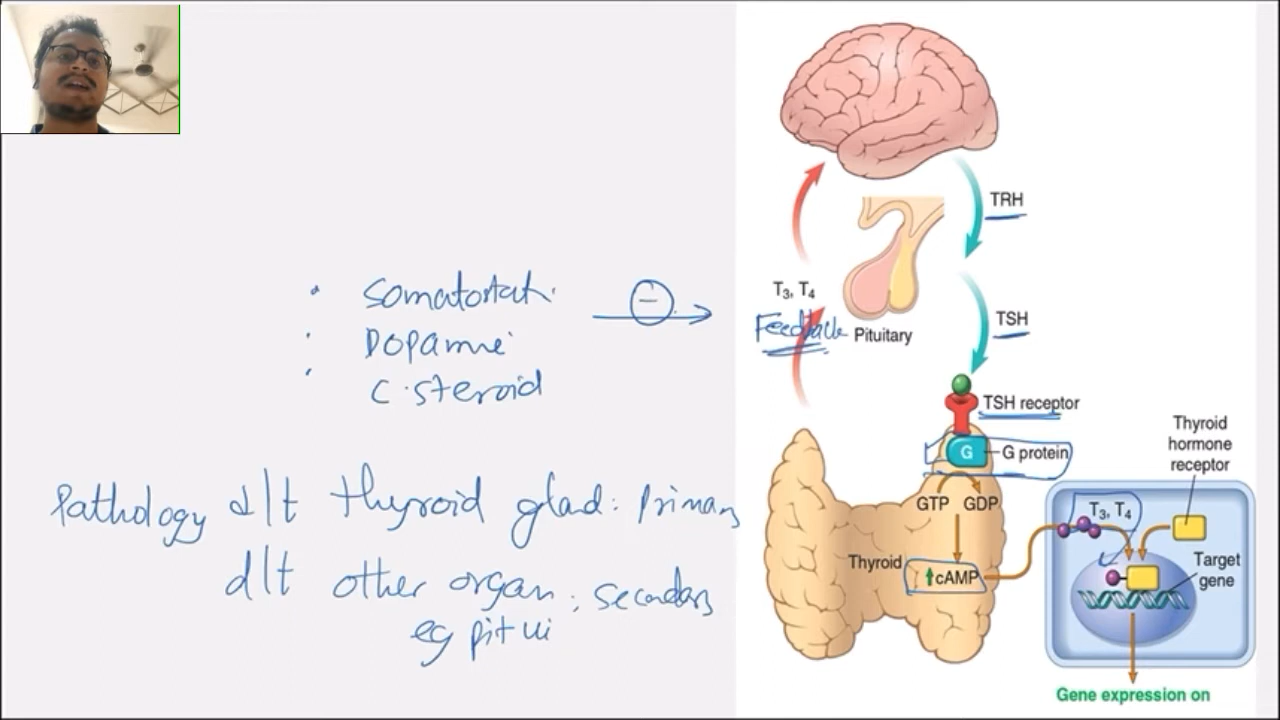 TRH
• Somatostati
T3, T4
Feedback
Pituitary
TSH
• Dopamine
• C.steroid
TSH receptor
G
G protein
Thyroid
hormone
receptor
Pathology d/t thyroid glad: Primary
GTP GDP
T3, T4
Thyroid
↑cAMP
Target
gene
d/t other organ; secondary
eg pitui
Gene expression on